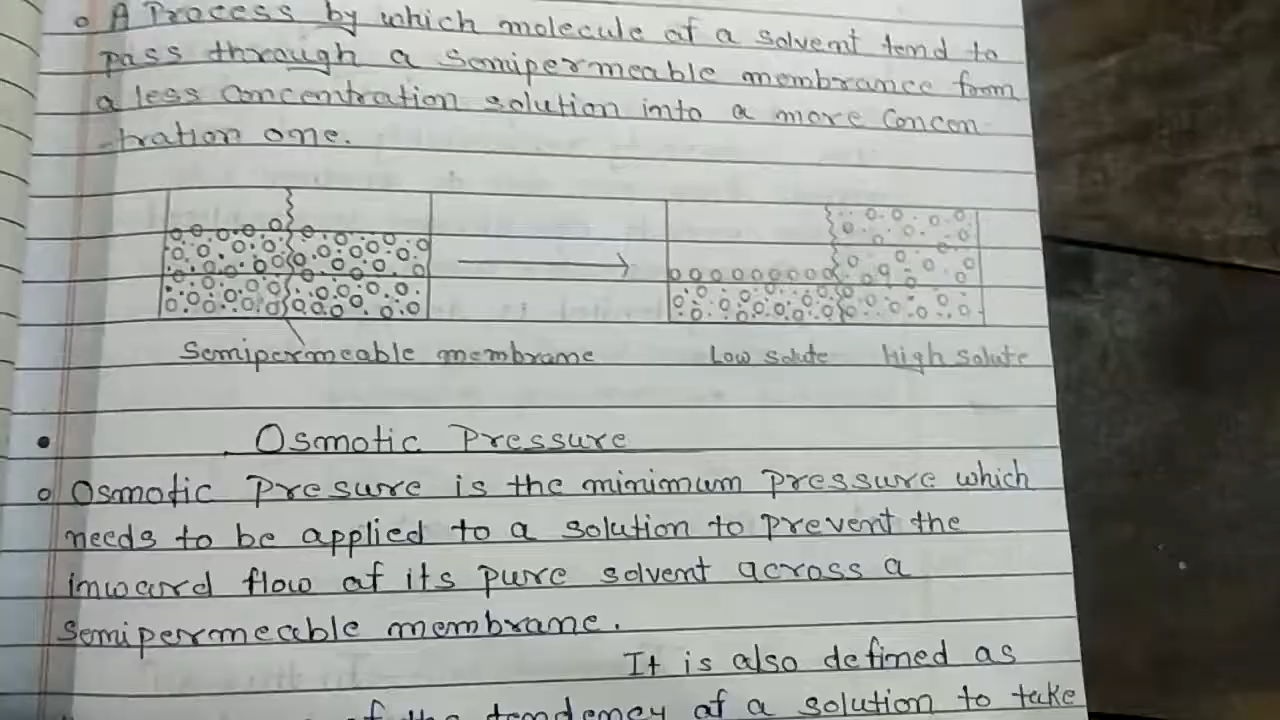 A Process by which molecule of a solvent tend to
pass through a semipermeable membrance from
a less concentration solution into a more concen
-tration one.
Semipermeable membrane
Low solute High solute
Osmotic Pressure
Osmotic Presure is the minimum pressure which
needs to be applied to a solution to prevent the
inward flow of its pure solvent across a
semipermeable membrane.
It is also defined as
of the tendency of a solution to take